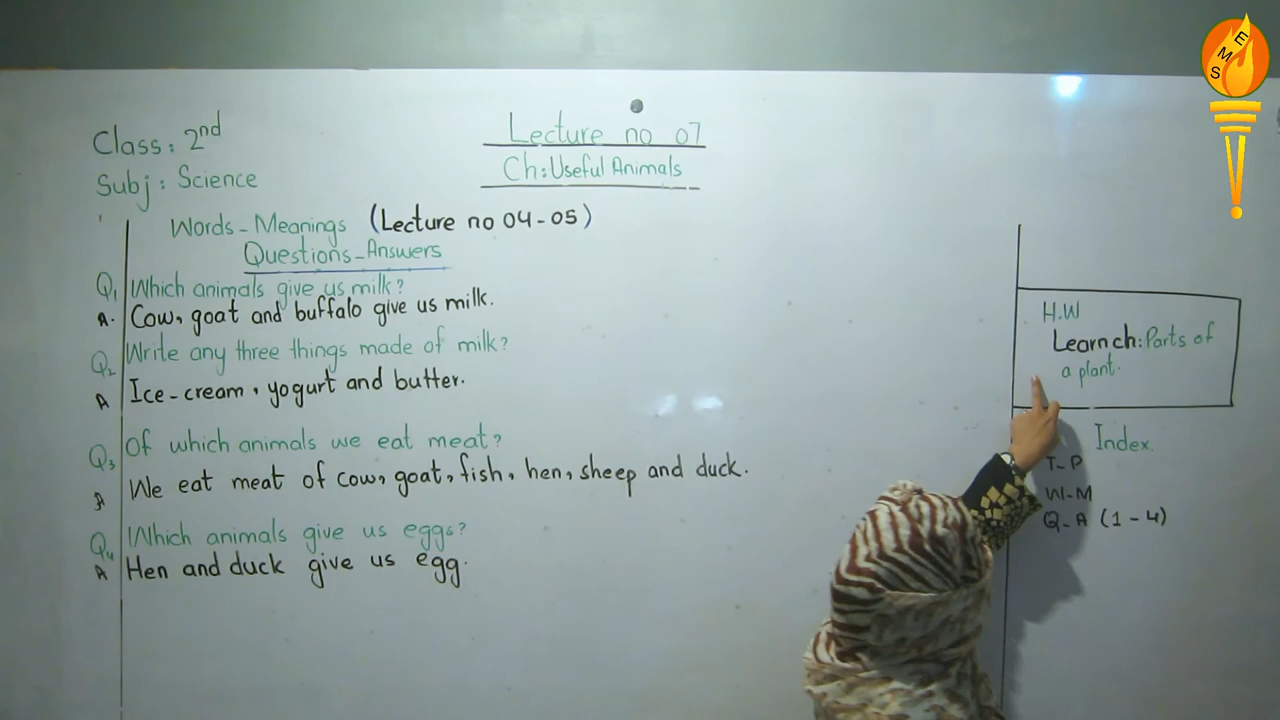 Class: 2nd
Subj: Science
Lecture no 07
Ch: Useful Animals
Words-Meanings (Lecture no 04-05)
Questions-Answers
Q1 Which animals give us milk?
A. Cow, goat and buffalo give us milk.
Q2 Write any three things made of milk?
A Ice-cream, yogurt and butter.
Q3 Of which animals we eat meat?
A We eat meat of cow, goat, fish, hen, sheep and duck.
Q4 Which animals give us eggs?
A Hen and duck give us egg.
H.W
Learn ch: Parts of
a plant.
Index.
T-P
W-M
Q-A (1-4)
EMS